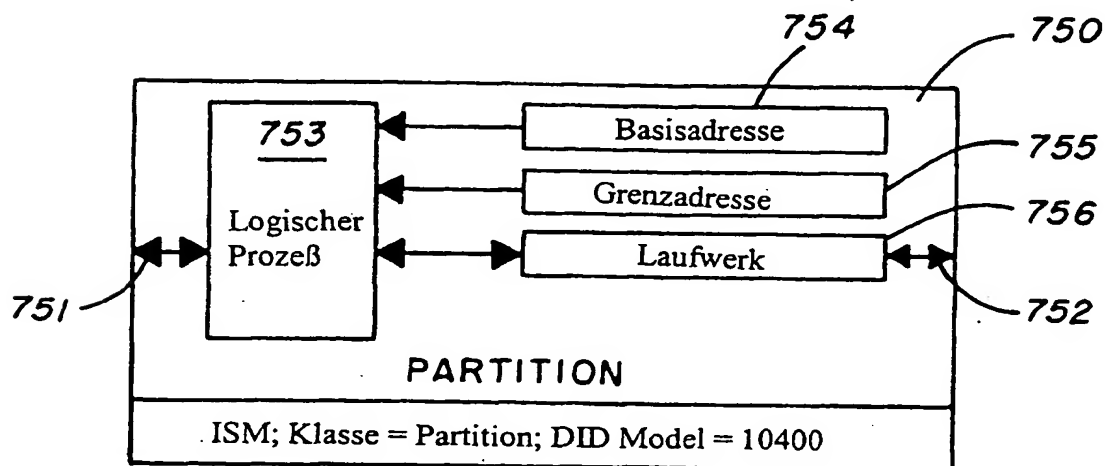 754
750
753
Basisadresse
755
Grenzadresse
756
Logischer
Prozeß
Laufwerk
751
752
PARTITION
ISM; Klasse = Partition; DID Model = 10400